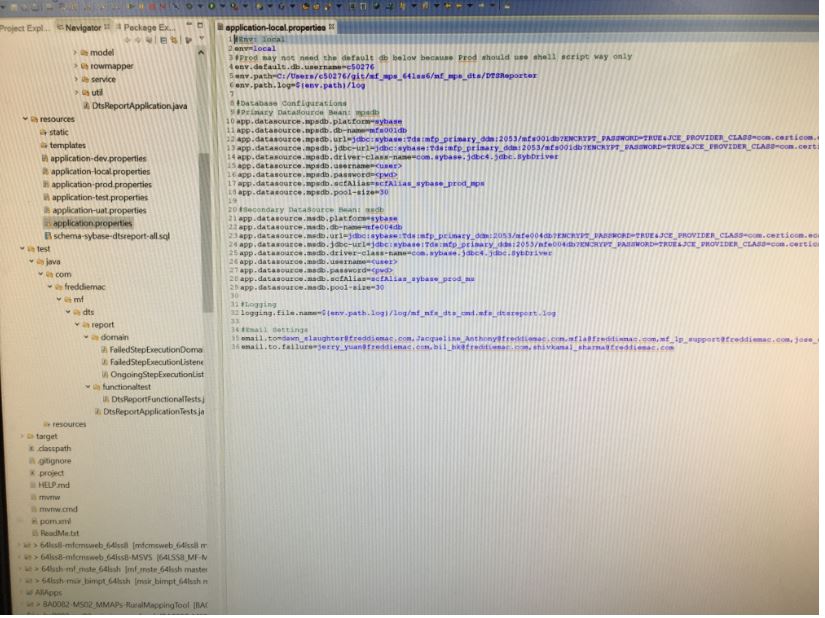 Project Expl...
Navigator
Package Ex...
model
rowmapper
service
util
DtsReportApplication.java
resources
static
templates
application-dev.properties
application-local.properties
application-prod.properties
application-test.properties
application-uat.properties
application.properties
schema-sybase-dtsreport-all.sql
test
java
com
freddiemac
mf
dts
report
domain
FailedStepExecutionDoma
FailedStepExecutionListene
OngoingStepExecutionList
functionaltest
DtsReportFunctionalTests.j
DtsReportApplicationTests.ja
resources
target
.classpath
.gitignore
.project
HELP.md
mvnw
mvnw.cmd
pom.xml
ReadMe.txt
> 64lss8-mfcmsweb_64lss8 [mfcmsweb_64lss8 m
> 64lss8-mfcmsweb_64lss8-MSVS [64LSS8_MF-M
> 64lssh-mf_mste_64lssh [mf_mste_64lssh master
> 64lssh-msir_bimpt_64lssh [msir_bimpt_64lssh n
AllApps
> BA0082-MS02_MMAPs-RuralMappingTool [BA(
application-local.properties
1 #Env: local
2 env=local
3 #Prod may not need the default db below because Prod should use shell script way only
4 env.default.db.username=c50276
5 env.path=C:/Users/c50276/git/mf_mps_64lss6/mf_mps_dts/DTSReporter
6 env.path.log=${env.path}/log
7
8 #Database Configurations
9 #Primary DataSource Bean: mpsdb
10 app.datasource.mpsdb.platform=sybase
11 app.datasource.mpsdb.db-name=mfs001db
12 app.datasource.mpsdb.url=jdbc:sybase:Tds:mfp_primary_ddm:2053/mfs001db?ENCRYPT_PASSWORD=TRUE&JCE_PROVIDER_CLASS=com.certicom.
13 app.datasource.mpsdb.jdbc-url=jdbc:sybase:Tds:mfp_primary_ddm:2053/mfs001db?ENCRYPT_PASSWORD=TRUE&JCE_PROVIDER_CLASS=com.certi
14 app.datasource.mpsdb.driver-class-name=com.sybase.jdbc4.jdbc.SybDriver
15 app.datasource.mpsdb.username=<user>
16 app.datasource.mpsdb.password=<pwd>
17 app.datasource.mpsdb.scfAlias=scfAlias_sybase_prod_mps
18 app.datasource.mpsdb.pool-size=30
19
20 #Secondary DataSource Bean: msdb
21 app.datasource.msdb.platform=sybase
22 app.datasource.msdb.db-name=mfe004db
23 app.datasource.msdb.url=jdbc:sybase:Tds:mfp_primary_ddm:2053/mfe004db?ENCRYPT_PASSWORD=TRUE&JCE_PROVIDER_CLASS=com.certicom.ec
24 app.datasource.msdb.jdbc-url=jdbc:sybase:Tds:mfp_primary_ddm:2053/mfe004db?ENCRYPT_PASSWORD=TRUE&JCE_PROVIDER_CLASS=com.certico
25 app.datasource.msdb.driver-class-name=com.sybase.jdbc4.jdbc.SybDriver
26 app.datasource.msdb.username=<user>
27 app.datasource.msdb.password=<pwd>
28 app.datasource.msdb.scfAlias=scfAlias_sybase_prod_ms
29 app.datasource.msdb.pool-size=30
30
31 #Logging
32 logging.file.name=${env.path.log}/log/mf_mfs_dts_cmd.mfs_dtsreport.log
33
34 #Email Settings
35 email.to=dawn_slaughter@freddiemac.com,Jacqueline_Anthony@freddiemac.com,mfla@freddiemac.com,mf_lp_support@freddiemac.com,jose_
36 email.to.failure=jerry_yuan@freddiemac.com,bil_bk@freddiemac.com,shivkamal_sharma@freddiemac.com